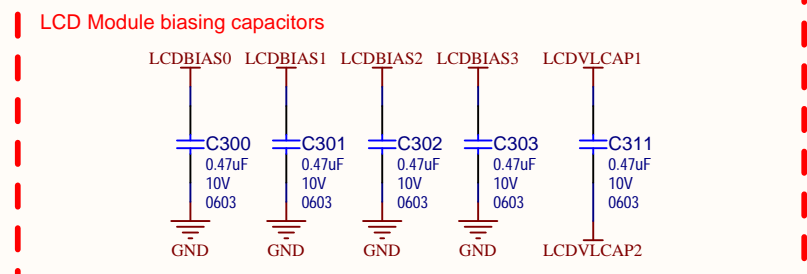 LCD Module biasing capacitors
LCDBIAS0 LCDBIAS1 LCDBIAS2 LCDBIAS3 LCDVLCAP1
C300 C301 C302 C303 C311
0.47uF 0.47uF 0.47uF 0.47uF 0.47uF
10V 10V 10V 10V 10V
0603 0603 0603 0603 0603
GND GND GND GND LCDVLCAP2